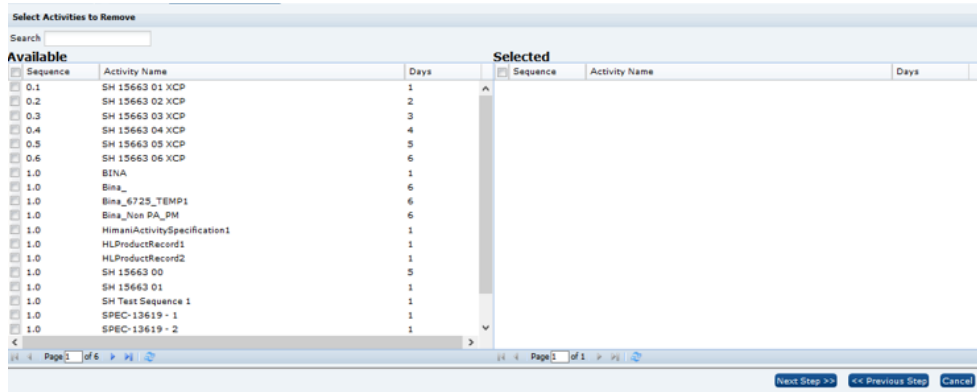 Select Activities to Remove
Search
Available Selected
Sequence Activity Name Days Sequence Activity Name Days
0.1 SH 15663 01 XCP 1
0.2 SH 15663 02 XCP 2
0.3 SH 15663 03 XCP 3
0.4 SH 15663 04 XCP 4
0.5 SH 15663 05 XCP 5
0.6 SH 15663 06 XCP 6
1.0 BINA 1
1.0 Bina_ 6
1.0 Bina_6725_TEMP1 6
1.0 Bina_Non PA_PM 6
1.0 HimaniActivitySpecification1 1
1.0 HLProductRecord1 1
1.0 HLProductRecord2 1
1.0 SH 15663 00 5
1.0 SH 15663 01 1
1.0 SH Test Sequence 1 1
1.0 SPEC-13619 - 1 1
1.0 SPEC-13619 - 2 1
Page 1 of 6 Page 1 of 1
Next Step >> << Previous Step Cancel